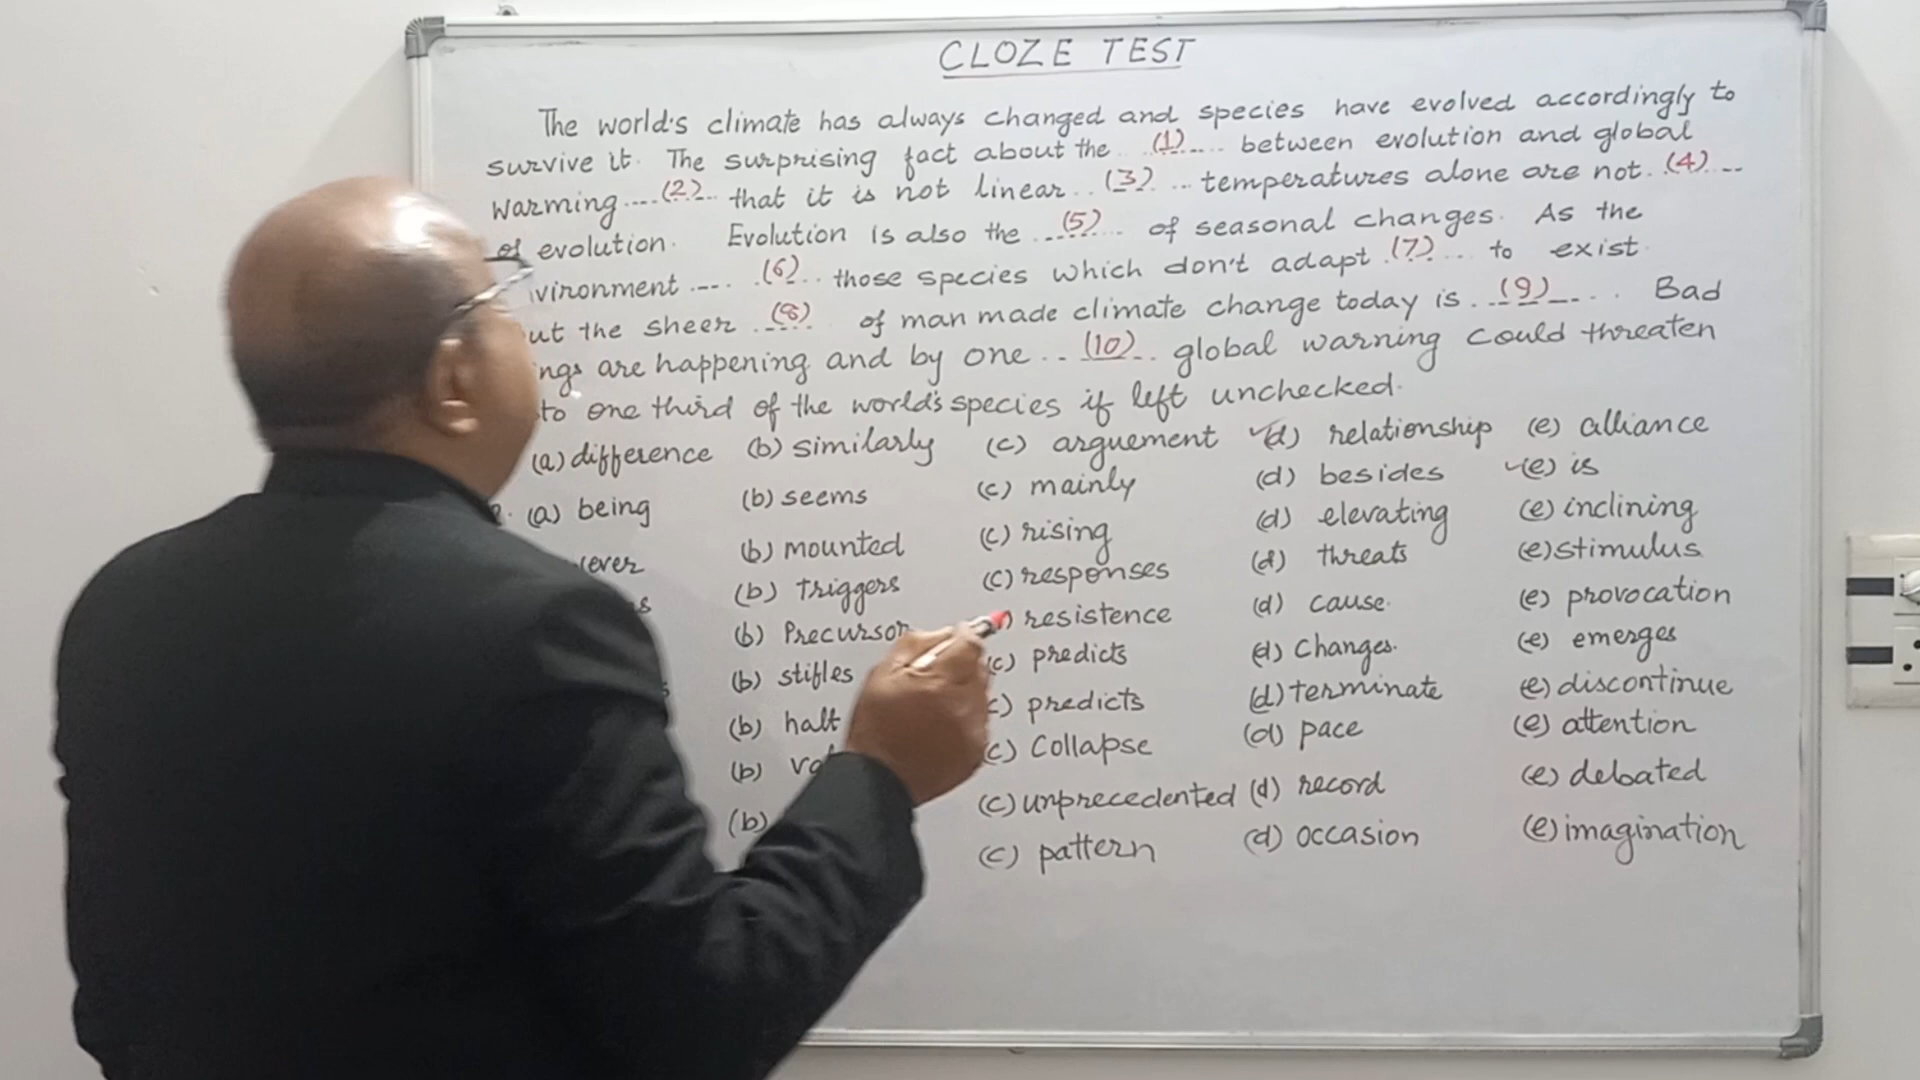 CLOZE TEST
The world's climate has always changed and species have evolved accordingly to
survive it. The surprising fact about the (1) between evolution and global
warming (2) that it is not linear (3) temperatures alone are not (4)
of evolution. Evolution is also the (5) of seasonal changes. As the
vironment (6) those species which don't adapt (7) to exist.
ut the sheer (8) of man made climate change today is (9). Bad
ngs are happening and by one (10) global warning could threaten
to one third of the world's species if left unchecked.
(a) difference (b) similarly (c) arguement (d) relationship (e) alliance
(a) being (b) seems (c) mainly (d) besides (e) is
ever (b) mounted (c) rising (d) elevating (e) inclining
s (b) triggers (c) responses (d) threats (e) stimulus
(b) Precursor resistence (d) cause (e) provocation
(b) stifles (c) predicts (d) Changes (e) emerges
(b) halt (c) predicts (d) terminate (e) discontinue
(b) (c) Collapse (d) pace (e) attention
(b) (c) unprecedented (d) record (e) debated
(c) pattern (d) occasion (e) imagination